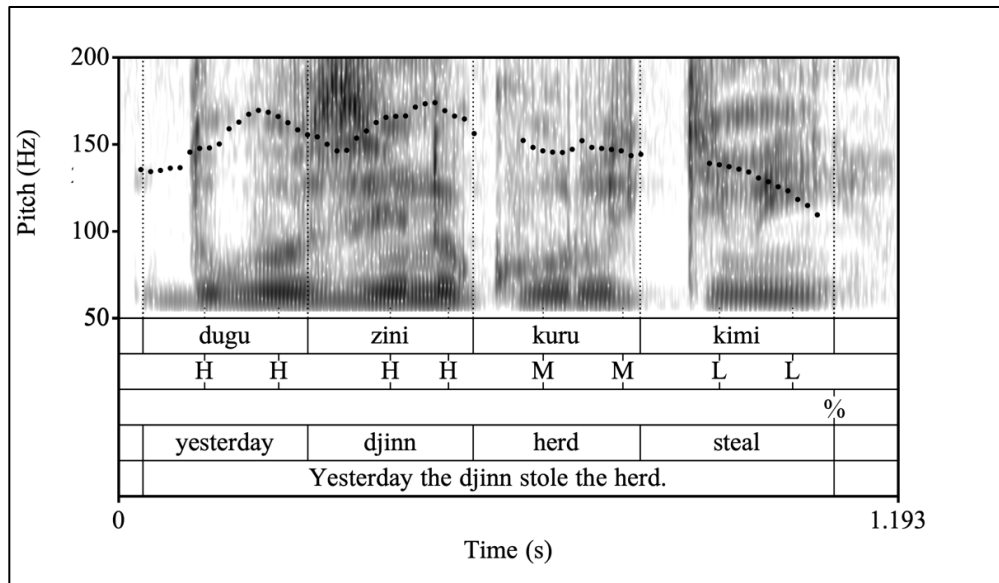 200
150
100
50
Pitch (Hz)
dugu zini kuru kimi
H H H H M M L L
%
yesterday djinn herd steal
Yesterday the djinn stole the herd.
0 1.193
Time (s)